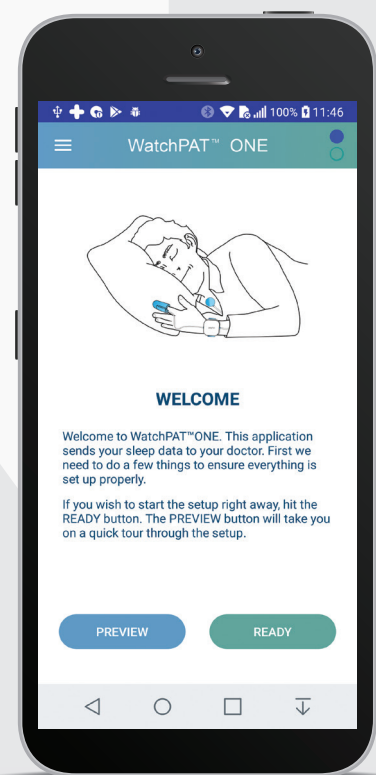 100% 11:46
WatchPAT™ ONE
WELCOME
Welcome to WatchPAT™ONE. This application
sends your sleep data to your doctor. First we
need to do a few things to ensure everything is
set up properly.
If you wish to start the setup right away, hit the
READY button. The PREVIEW button will take you
on a quick tour through the setup.
PREVIEW READY